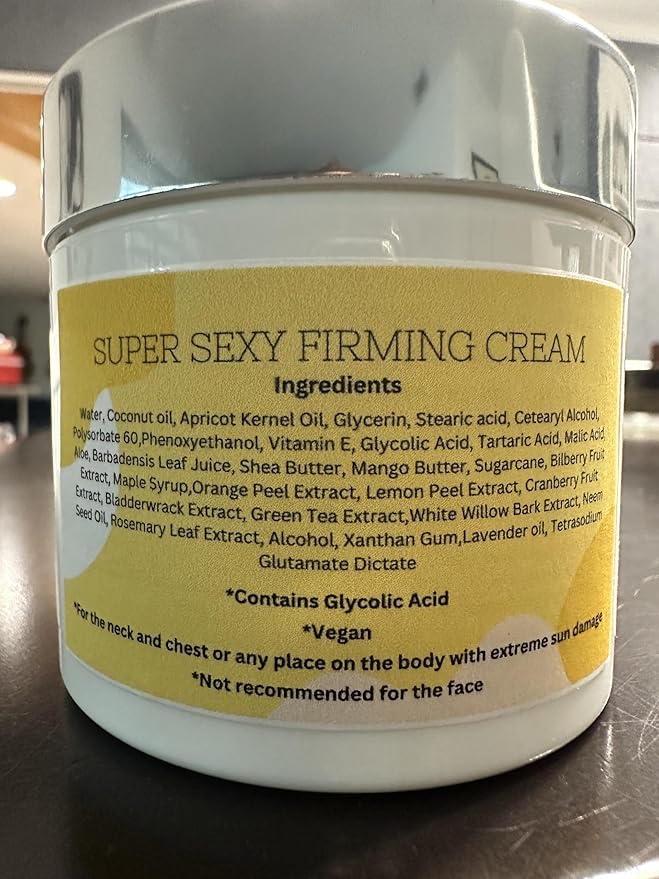 SUPER SEXY FIRMING CREAM
Ingredients
Water, Coconut oil, Apricot Kernel Oil, Glycerin, Stearic acid, Cetearyl Alcohol,
Polysorbate 60,Phenoxyethanol, Vitamin E, Glycolic Acid, Tartaric Acid, Malic Acid,
Aloe, Barbadensis Leaf Juice, Shea Butter, Mango Butter, Sugarcane, Bilberry Fruit
Extract, Maple Syrup,Orange Peel Extract, Lemon Peel Extract, Cranberry Fruit
Extract, Bladderwrack Extract, Green Tea Extract,White Willow Bark Extract, Neem
Seed Oil, Rosemary Leaf Extract, Alcohol, Xanthan Gum,Lavender oil, Tetrasodium
Glutamate Dictate
*Contains Glycolic Acid
*Vegan
*For the neck and chest or any place on the body with extreme sun damage
*Not recommended for the face